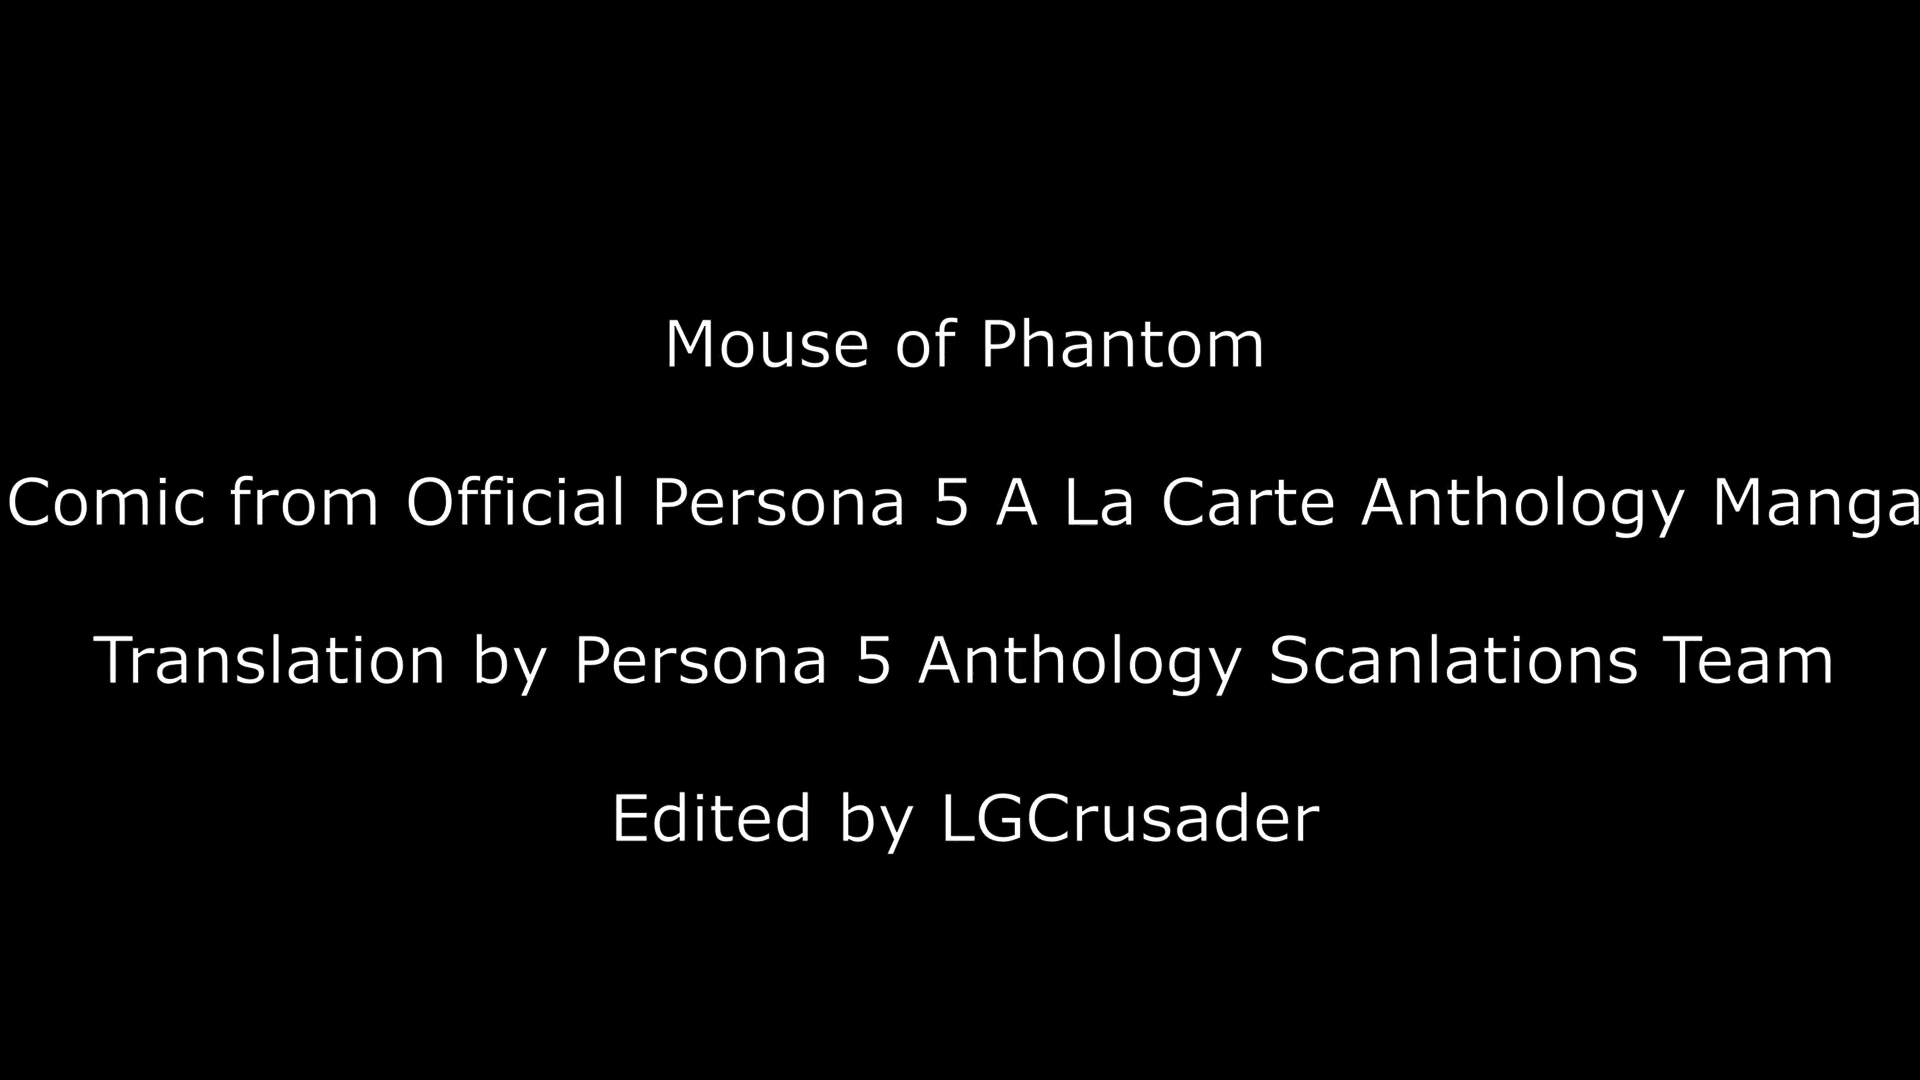 Mouse of Phantom
Comic from Official Persona 5 A La Carte Anthology Manga
Translation by Persona 5 Anthology Scanlations Team
Edited by LGCrusader